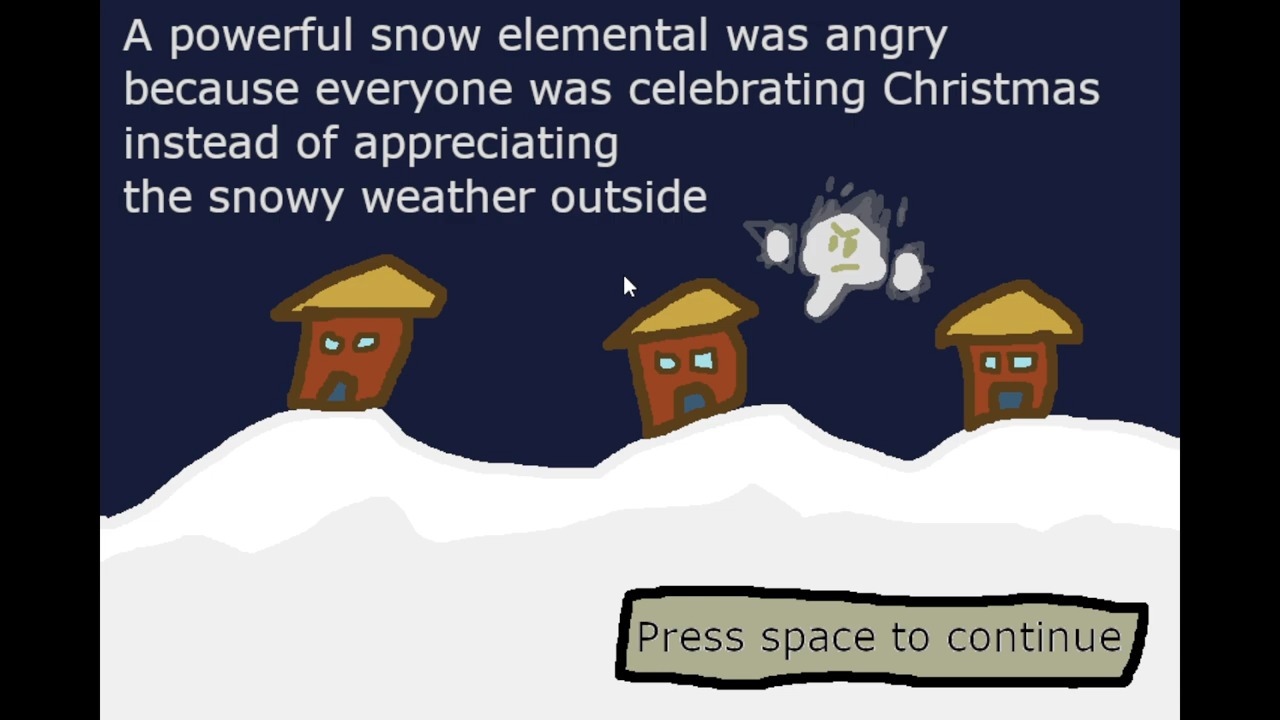 A powerful snow elemental was angry
because everyone was celebrating Christmas
instead of appreciating
the snowy weather outside
Press space to continue